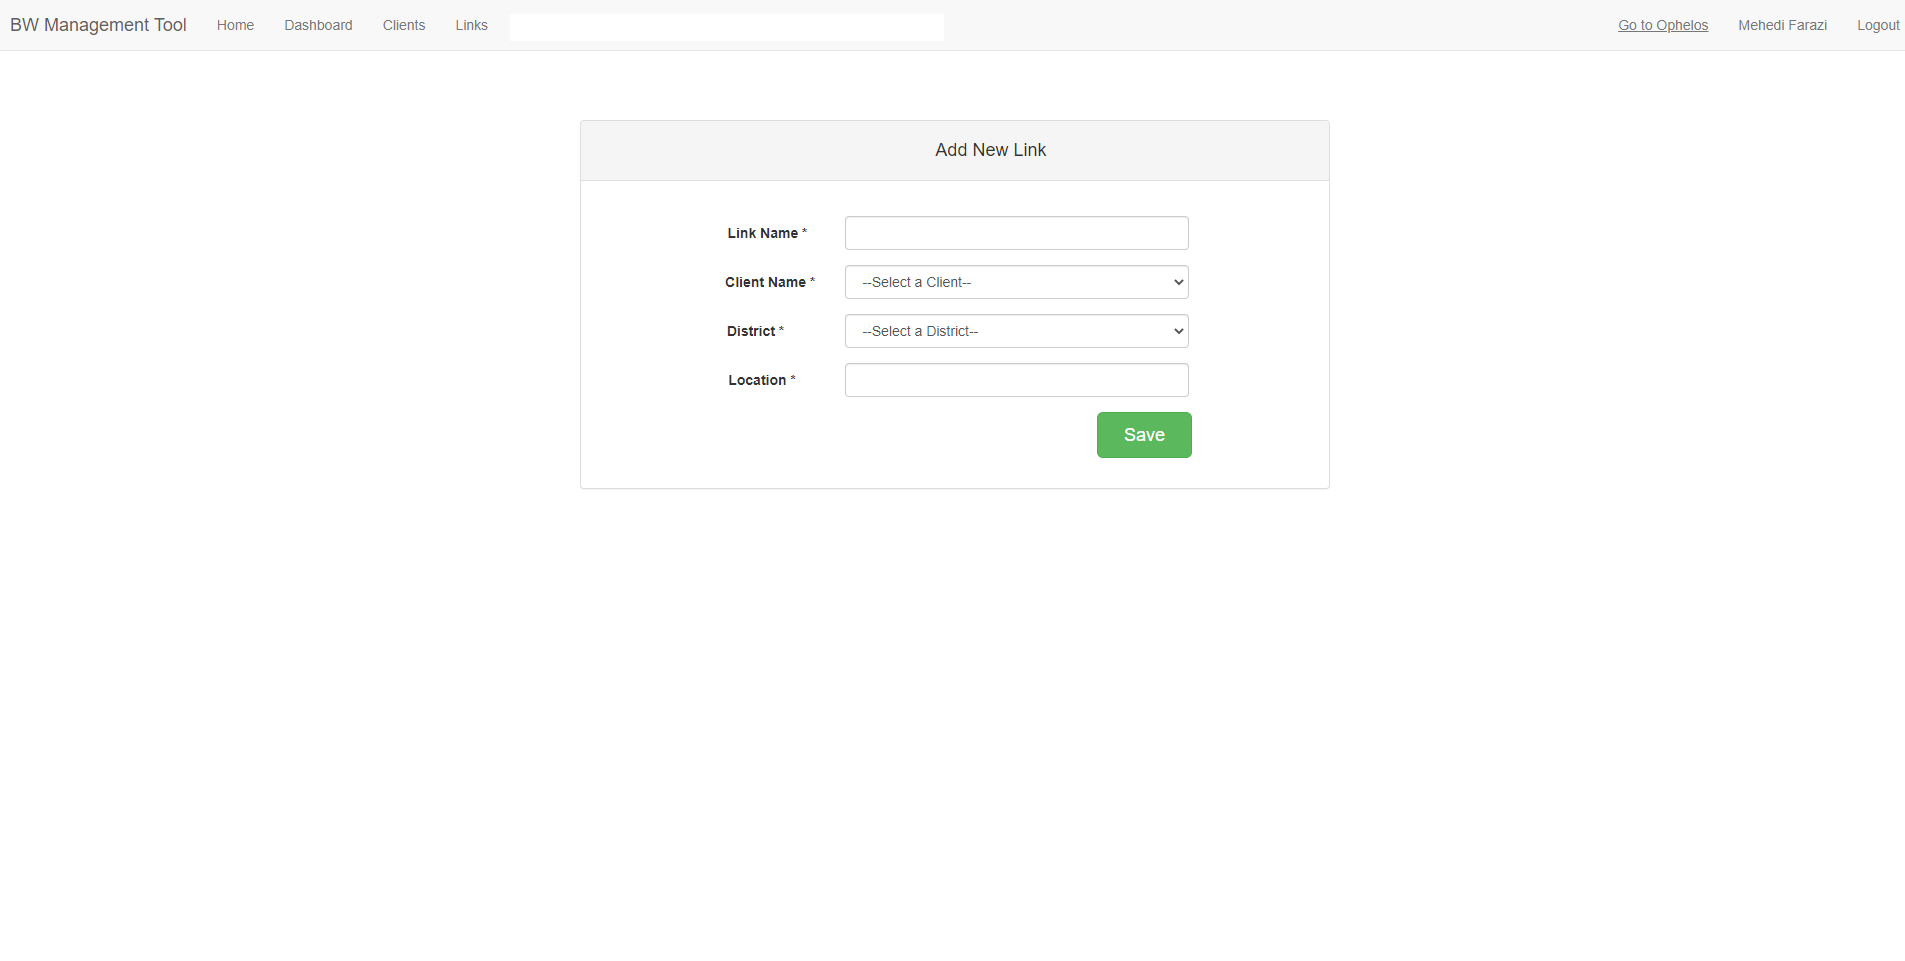 BW Management Tool Home Dashboard Clients Links Go to Ophelos Mehedi Farazi Logout
Add New Link
Link Name *
Client Name * --Select a Client--
District * --Select a District--
Location *
Save